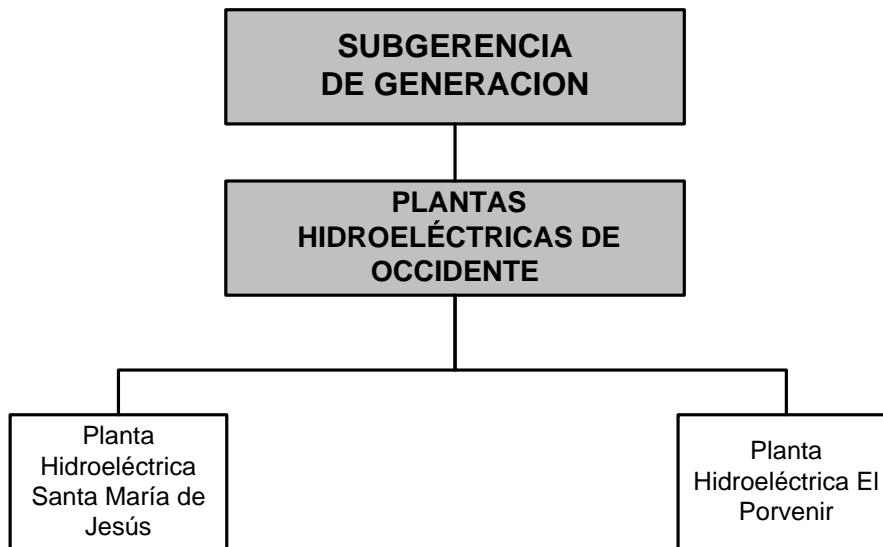 SUBGERENCIA
DE GENERACION
PLANTAS
HIDROELÉCTRICAS DE
OCCIDENTE
Planta
Hidroeléctrica
Santa María de
Jesús
Planta
Hidroeléctrica El
Porvenir